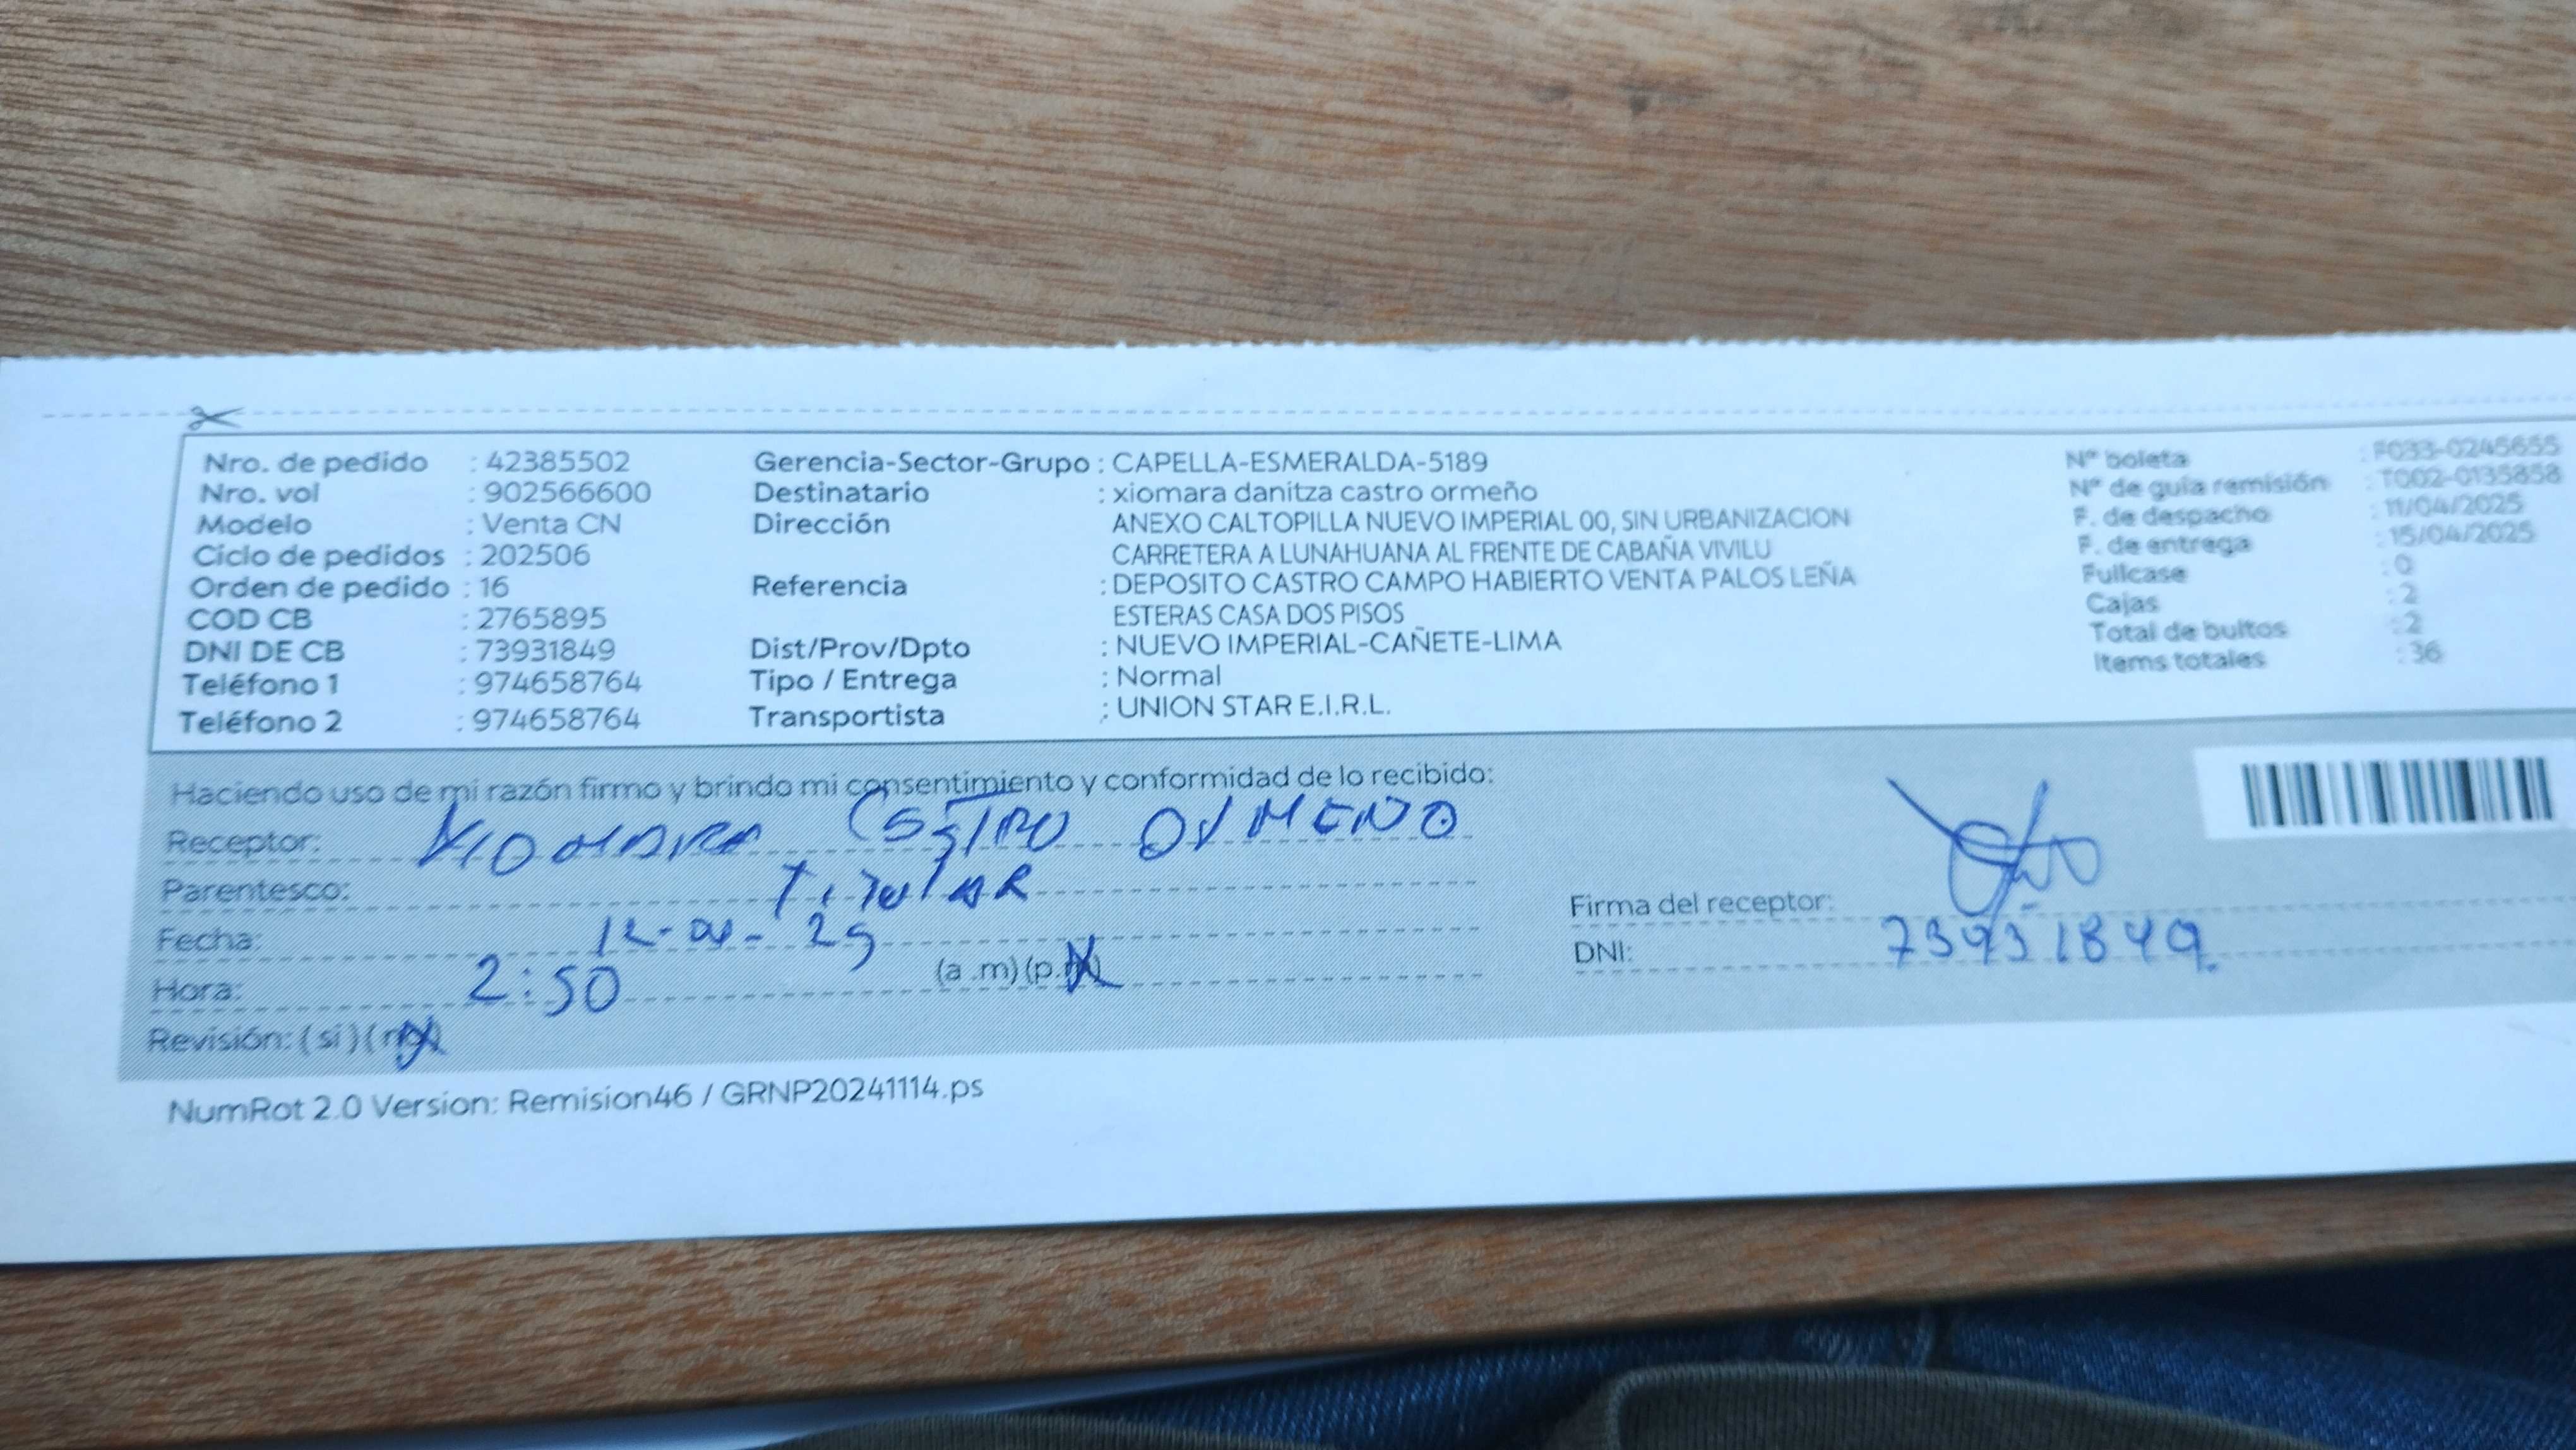 Nro. de pedido : 42385502
Nro. vol : 902566600
Modelo : Venta CN
Ciclo de pedidos : 202506
Orden de pedido : 16
COD CB : 2765895
DNI DE CB : 73931849
Teléfono 1 : 974658764
Teléfono 2 : 974658764
Gerencia-Sector-Grupo : CAPELLA-ESMERALDA-5189
Destinatario : xiomara danitza castro ormeño
Dirección ANEXO CALTOPILLA NUEVO IMPERIAL 00, SIN URBANIZACION
CARRETERA A LUNAHUANA AL FRENTE DE CABAÑA VIVILU
Referencia : DEPOSITO CASTRO CAMPO HABIERTO VENTA PALOS LEÑA
ESTERAS CASA DOS PISOS
Dist/Prov/Dpto : NUEVO IMPERIAL-CAÑETE-LIMA
Tipo / Entrega : Normal
Transportista : UNION STAR E.I.R.L.
N° boleta : F033-0245655
N° de guía remisión : T002-0135858
F. de despacho : 11/04/2025
F. de entrega : 15/04/2025
Fullcase : 0
Cajas : 2
Total de bultos : 2
Items totales : 36
Haciendo uso de mi razón firmo y brindo mi consentimiento y conformidad de lo recibido:
Receptor: XIOMARA CASTRO ORMENO
Parentesco: TITULAR
Fecha:
Hora: 2:50 (a.m) (p.m)
Revisión: (si) (no)
Firma del receptor:
DNI: 73931849
NumRot 2.0 Version: Remision46 / GRNP20241114.ps